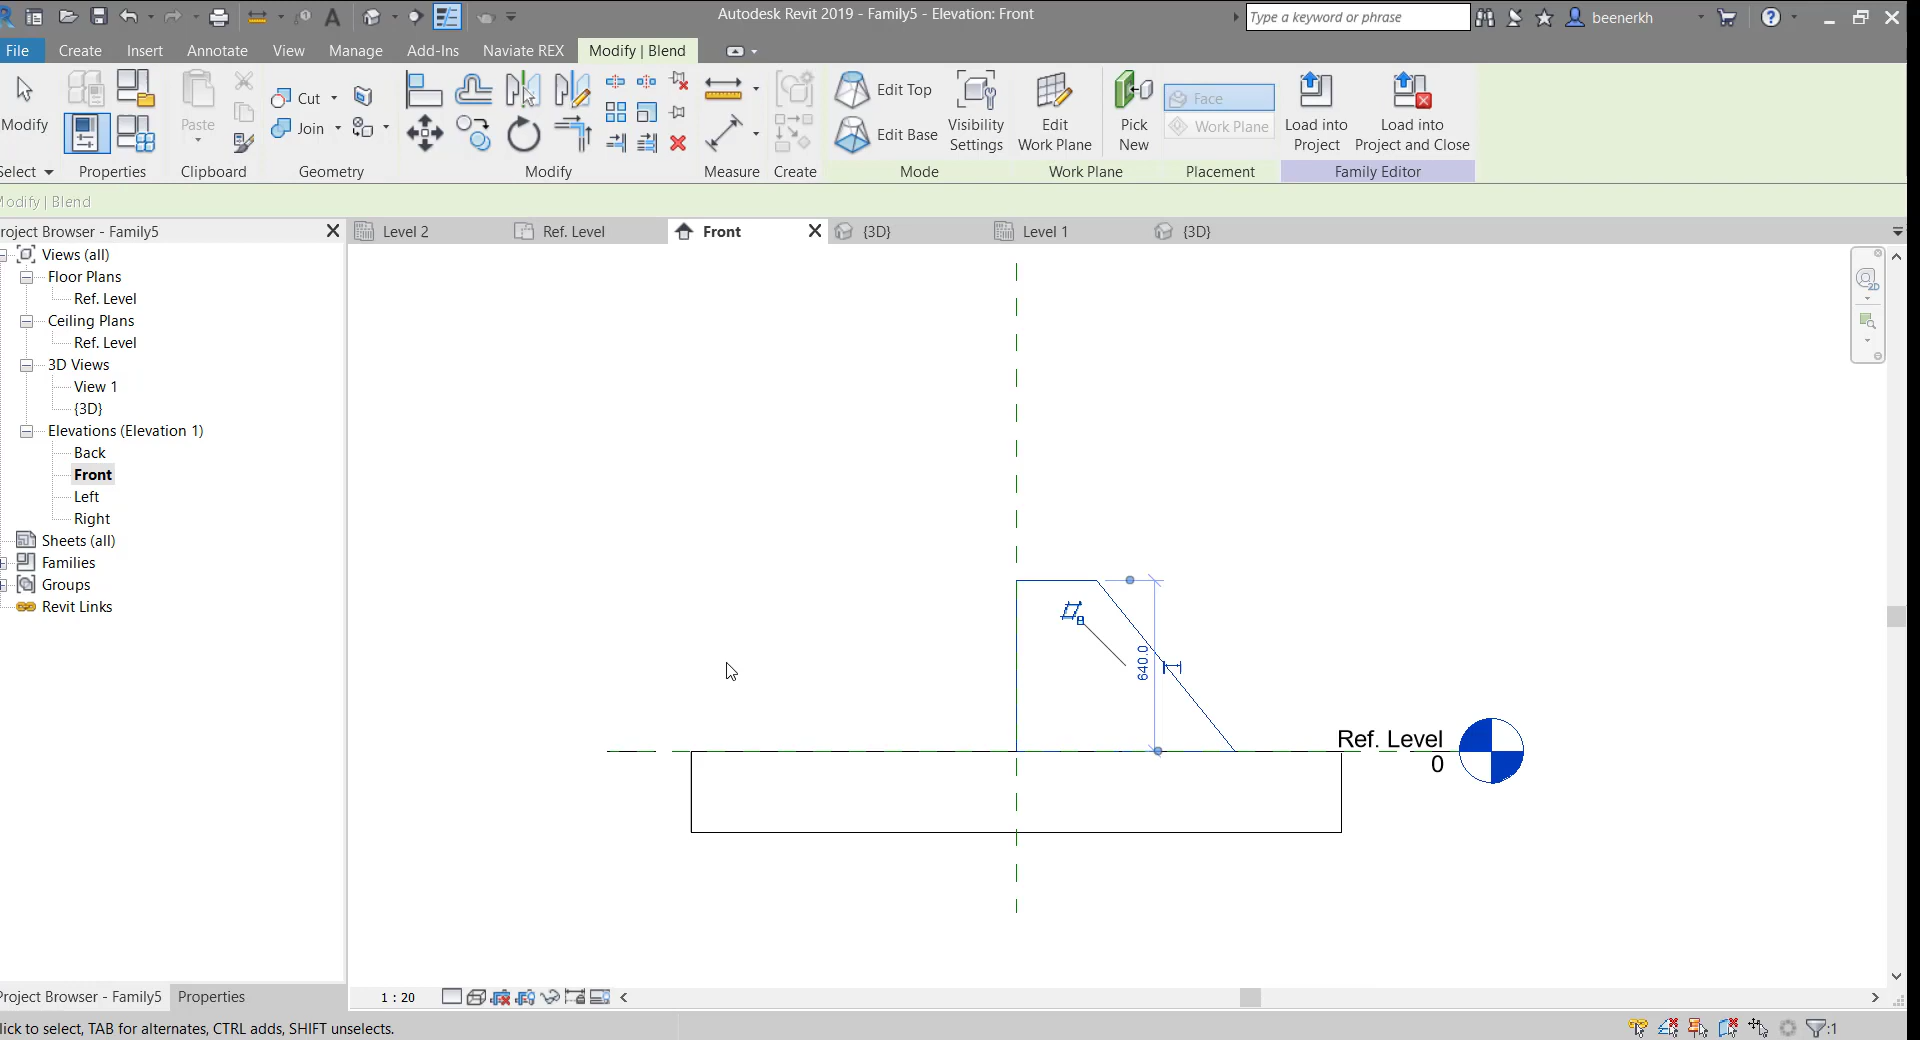 Autodesk Revit 2019 - Family5 - Elevation: Front
Type a keyword or phrase
beenerkh
File Create Insert Annotate View Manage Add-Ins Naviate REX Modify | Blend
Modify
Paste
Cut
Join
Edit Top
Edit Base
Visibility
Settings
Edit
Work Plane
Pick
New
Face
Work Plane
Load into
Project
Load into
Project and Close
Select Properties Clipboard Geometry Modify Measure Create Mode Work Plane Placement Family Editor
Modify | Blend
Project Browser - Family5
Level 2
Ref. Level
Front
{3D}
Level 1
{3D}
Views (all)
Floor Plans
Ref. Level
Ceiling Plans
Ref. Level
3D Views
View 1
{3D}
Elevations (Elevation 1)
Back
Front
Left
Right
Sheets (all)
Families
Groups
Revit Links
2D
640.0
Ref. Level
0
Project Browser - Family5 Properties
1 : 20
lick to select, TAB for alternates, CTRL adds, SHIFT unselects.
:1